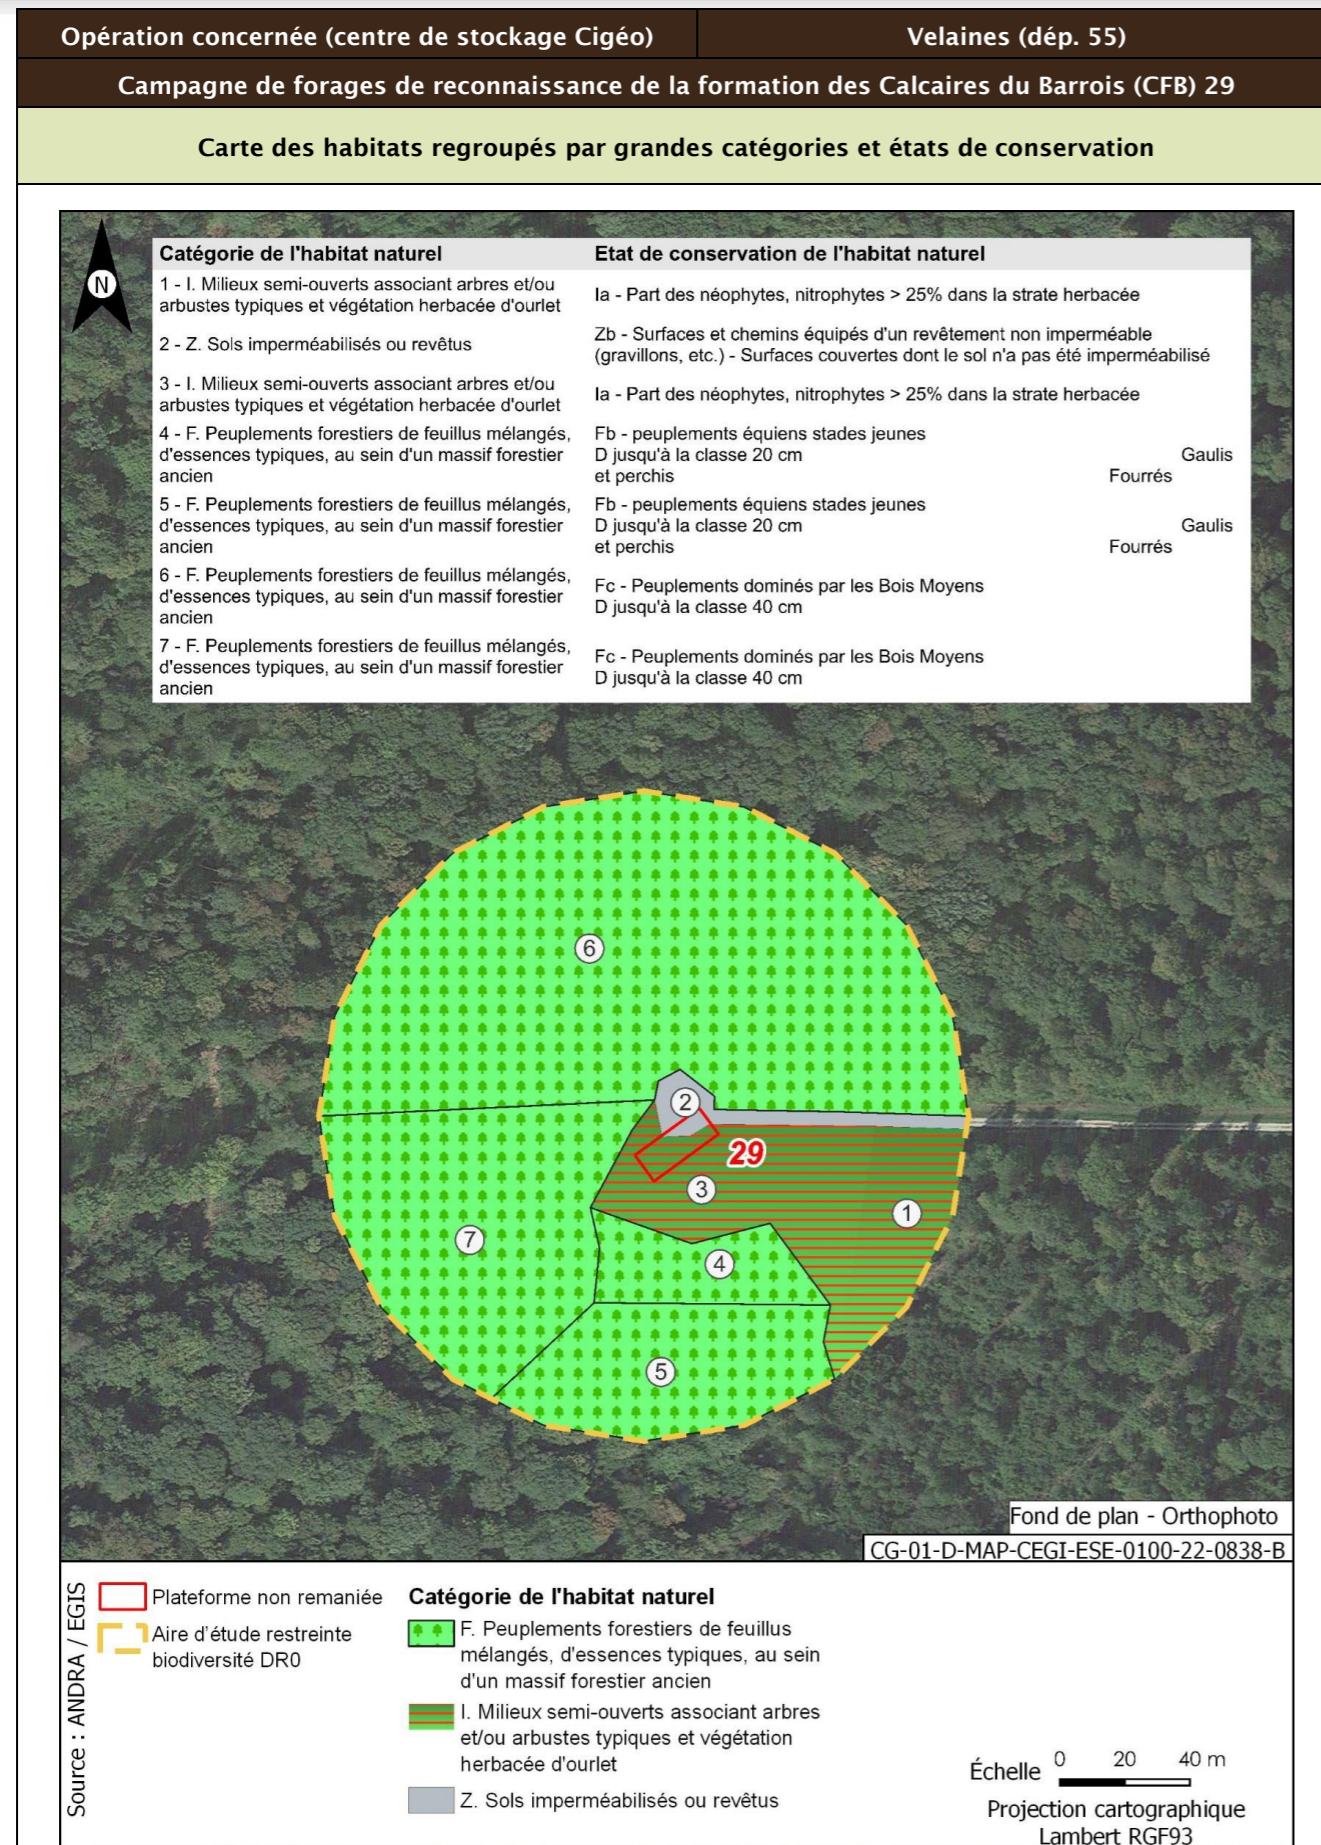 Opération concernée (centre de stockage Cigéo)
Velaines (dép. 55)
Campagne de forages de reconnaissance de la formation des Calcaires du Barrois (CFB) 29
Carte des habitats regroupés par grandes catégories et états de conservation
N
Catégorie de l'habitat naturel
Etat de conservation de l'habitat naturel
1 - I. Milieux semi-ouverts associant arbres et/ou
arbustes typiques et végétation herbacée d'ourlet
Ia - Part des néophytes, nitrophytes > 25% dans la strate herbacée
2 - Z. Sols imperméabilisés ou revêtus
Zb - Surfaces et chemins équipés d'un revêtement non imperméable
(gravillons, etc.) - Surfaces couvertes dont le sol n'a pas été imperméabilisé
3 - I. Milieux semi-ouverts associant arbres et/ou
arbustes typiques et végétation herbacée d'ourlet
Ia - Part des néophytes, nitrophytes > 25% dans la strate herbacée
4 - F. Peuplements forestiers de feuillus mélangés,
d'essences typiques, au sein d'un massif forestier
ancien
Fb - peuplements équiens stades jeunes
D jusqu'à la classe 20 cm Gaulis
et perchis Fourrés
5 - F. Peuplements forestiers de feuillus mélangés,
d'essences typiques, au sein d'un massif forestier
ancien
Fb - peuplements équiens stades jeunes
D jusqu'à la classe 20 cm Gaulis
et perchis Fourrés
6 - F. Peuplements forestiers de feuillus mélangés,
d'essences typiques, au sein d'un massif forestier
ancien
Fc - Peuplements dominés par les Bois Moyens
D jusqu'à la classe 40 cm
7 - F. Peuplements forestiers de feuillus mélangés,
d'essences typiques, au sein d'un massif forestier
ancien
Fc - Peuplements dominés par les Bois Moyens
D jusqu'à la classe 40 cm
6
2
29
3
1
7
4
5
Fond de plan - Orthophoto
CG-01-D-MAP-CEGI-ESE-0100-22-0838-B
Source : ANDRA / EGIS
Plateforme non remaniée
Aire d'étude restreinte
biodiversité DR0
Catégorie de l'habitat naturel
F. Peuplements forestiers de feuillus
mélangés, d'essences typiques, au sein
d'un massif forestier ancien
I. Milieux semi-ouverts associant arbres
et/ou arbustes typiques et végétation
herbacée d'ourlet
Z. Sols imperméabilisés ou revêtus
Échelle 0 20 40 m
Projection cartographique
Lambert RGF93